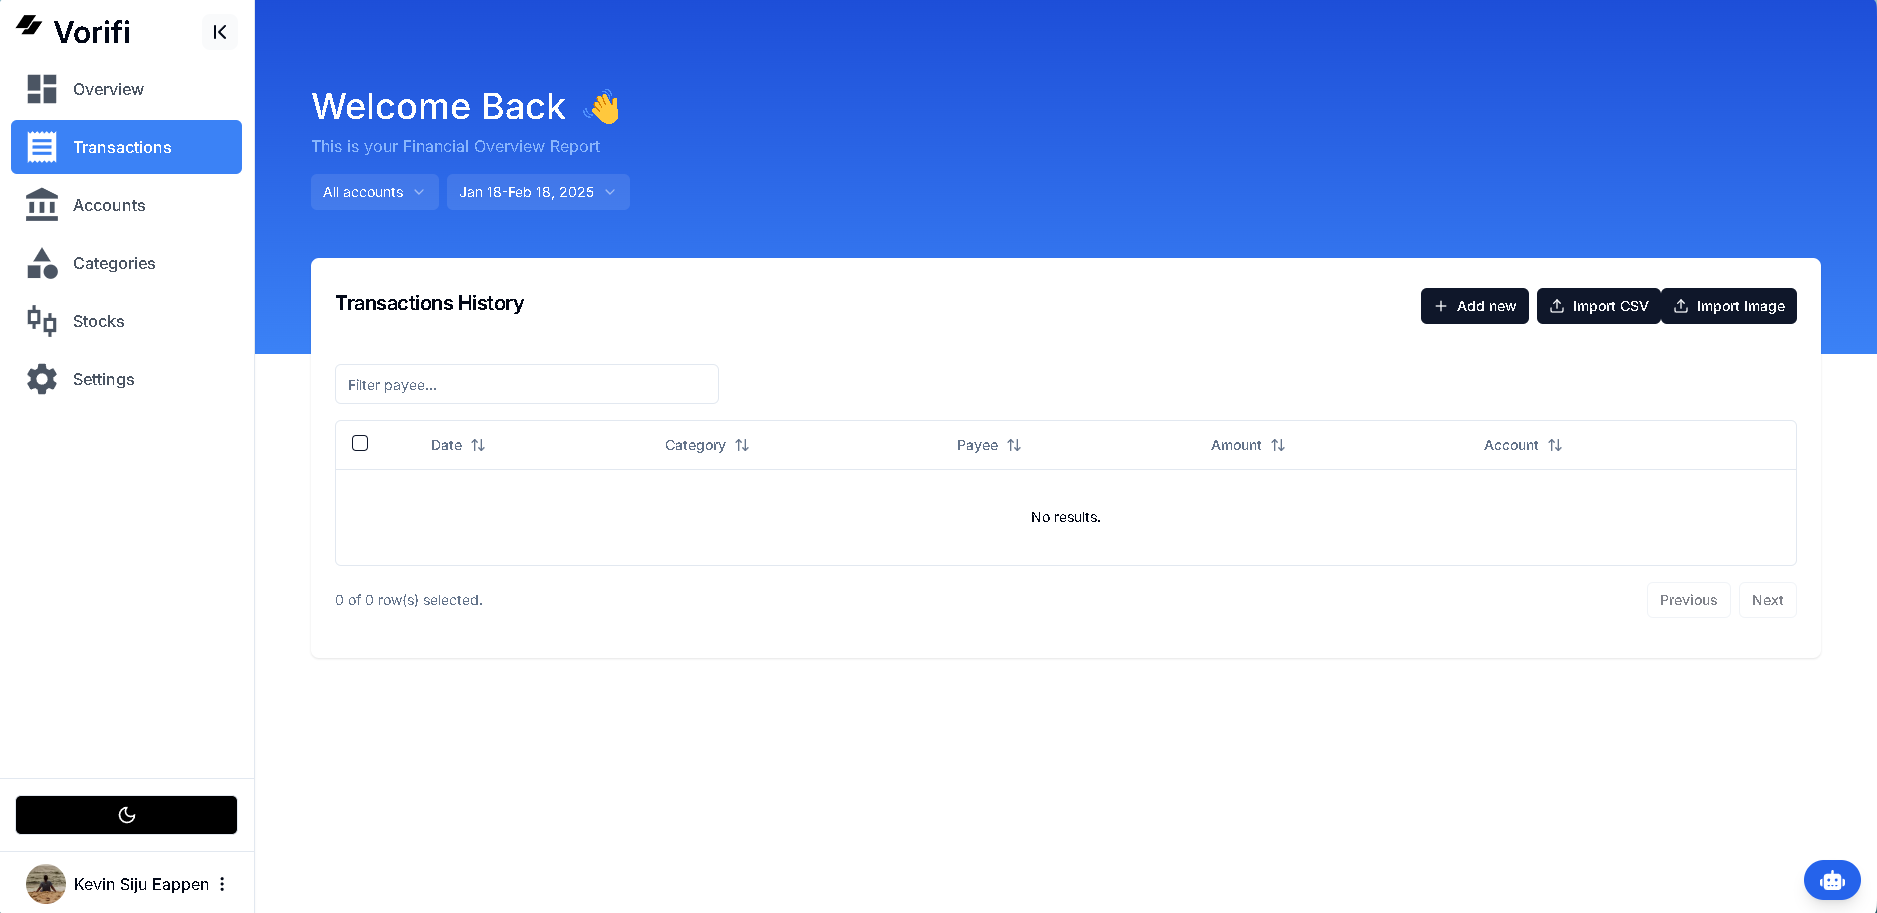 Vorifi
Overview
Transactions
Accounts
Categories
Stocks
Settings
Kevin Siju Eappen
Welcome Back 👋
This is your Financial Overview Report
All accounts
Jan 18-Feb 18, 2025
Transactions History
Add new
Import CSV
Import Image
Filter payee...
Date
Category
Payee
Amount
Account
No results.
0 of 0 row(s) selected.
Previous
Next